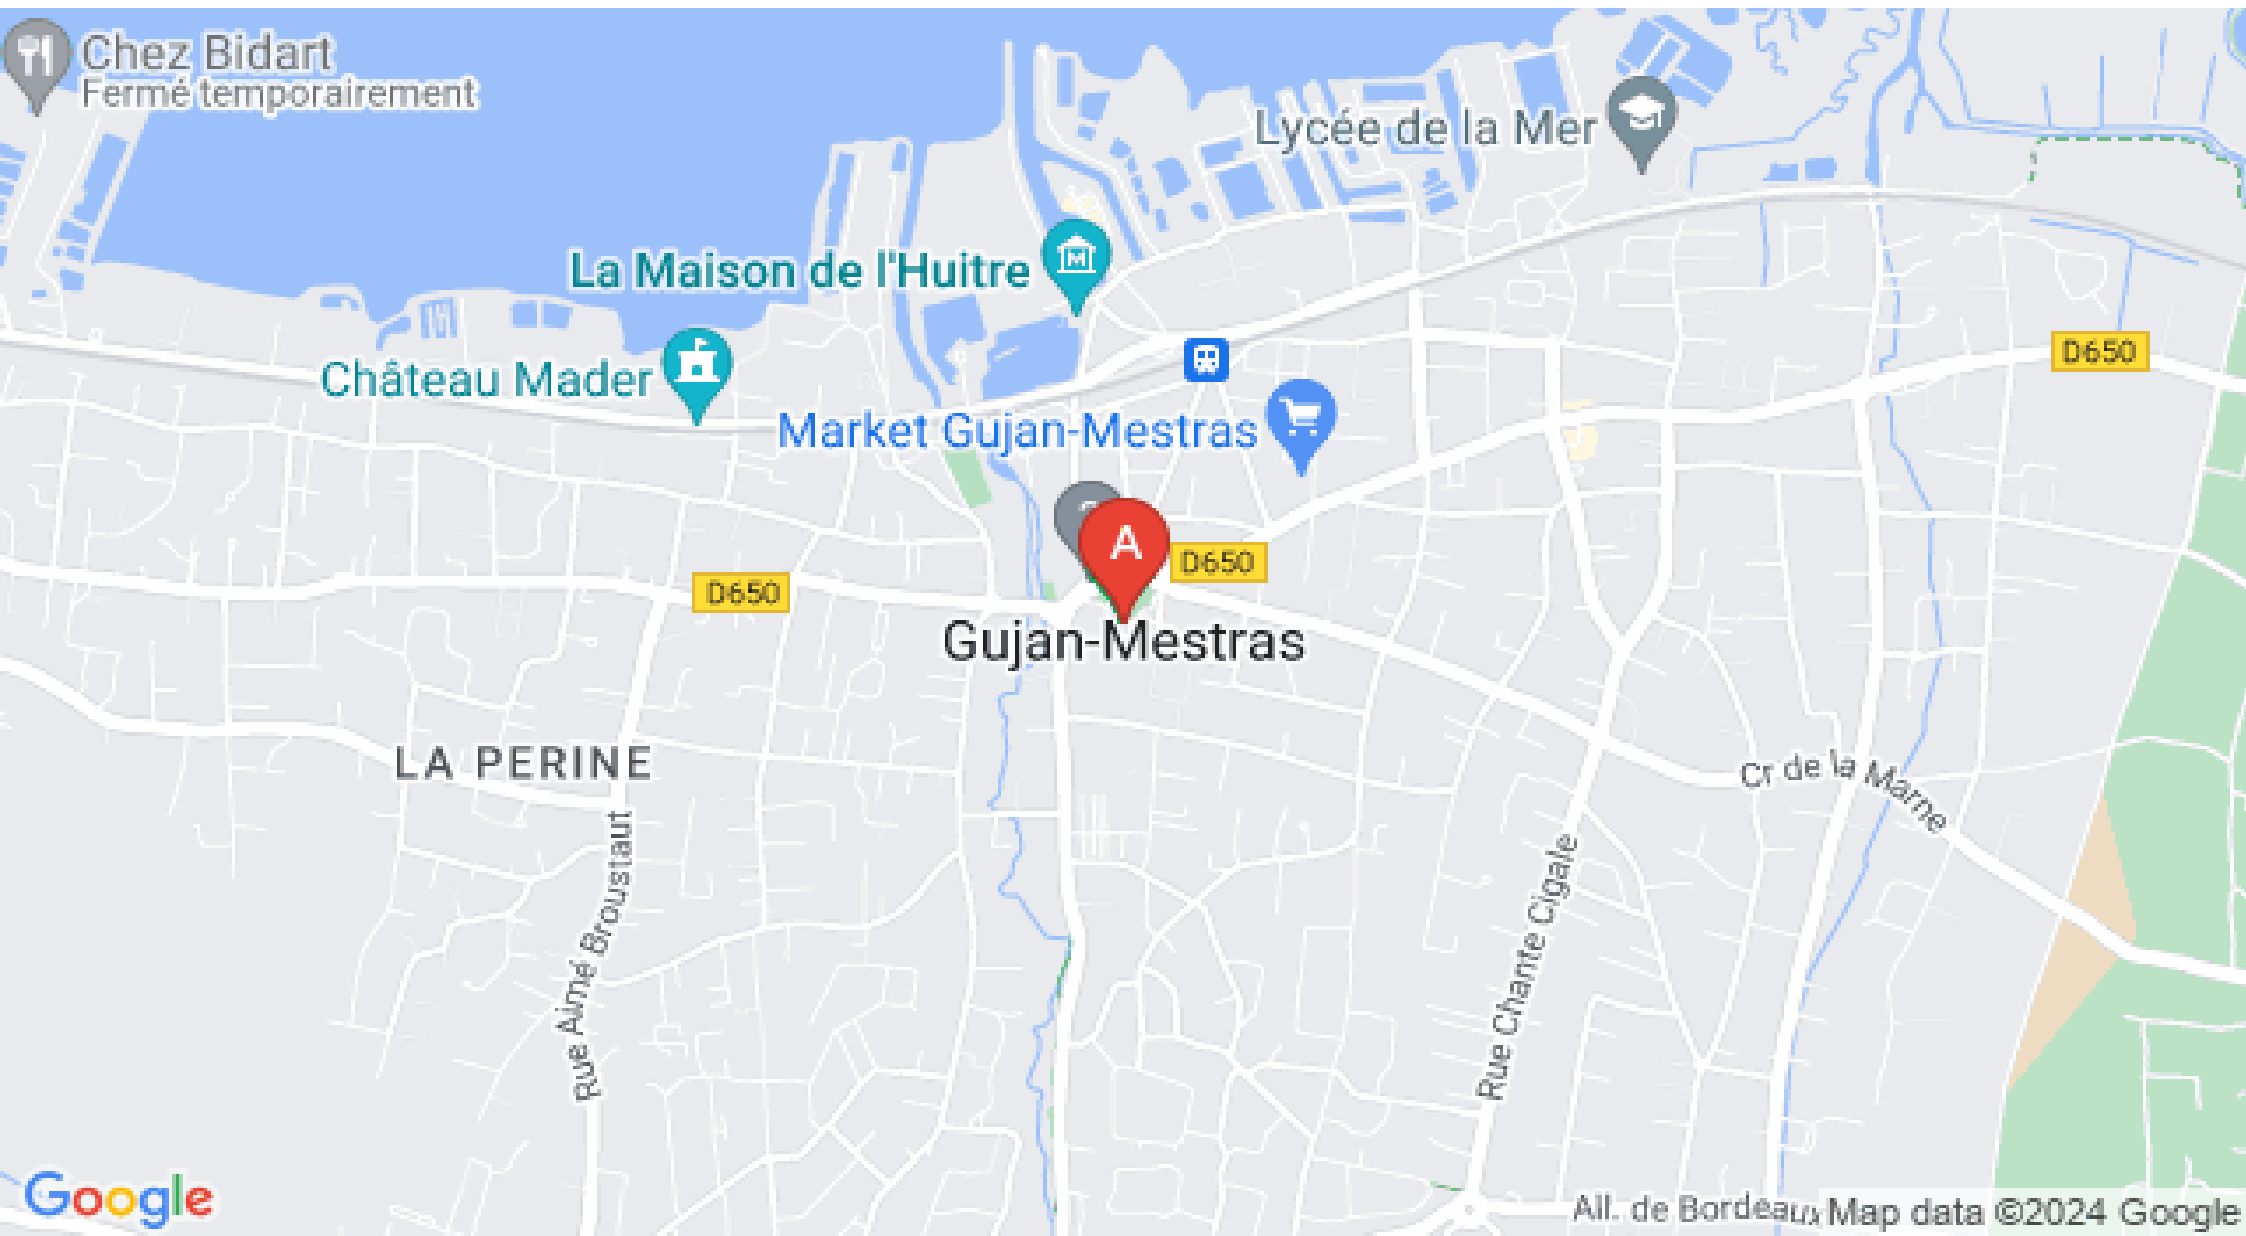 Chez Bidart
Fermé temporairement
Lycée de la Mer
La Maison de l'Huitre
Château Mader
D650
Market Gujan-Mestras
A
D650
D650
Gujan-Mestras
LA PERINE
Cr de la Marne
Rue Aimé Broustaut
Rue Chante Cigale
Google
All. de Bordeaux
Map data ©2024 Google